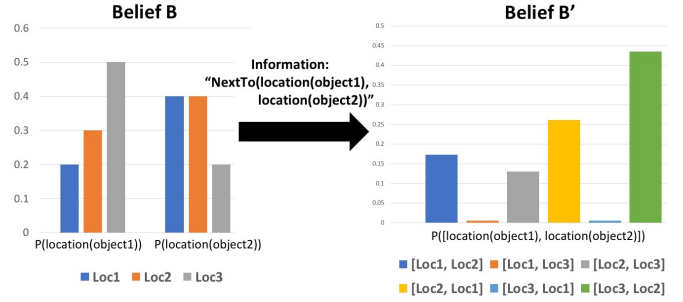 Belief B
0.6
0.5
0.4
0.3
0.2
0.1
0
P(location(object1)) P(location(object2))
Loc1 Loc2 Loc3
Information:
“NextTo(location(object1),
location(object2))”
Belief B’
0.5
0.45
0.4
0.35
0.3
0.25
0.2
0.15
0.1
0.05
0
P([location(object1), location(object2)])
[Loc1, Loc2] [Loc1, Loc3] [Loc2, Loc3]
[Loc2, Loc1] [Loc3, Loc1] [Loc3, Loc2]